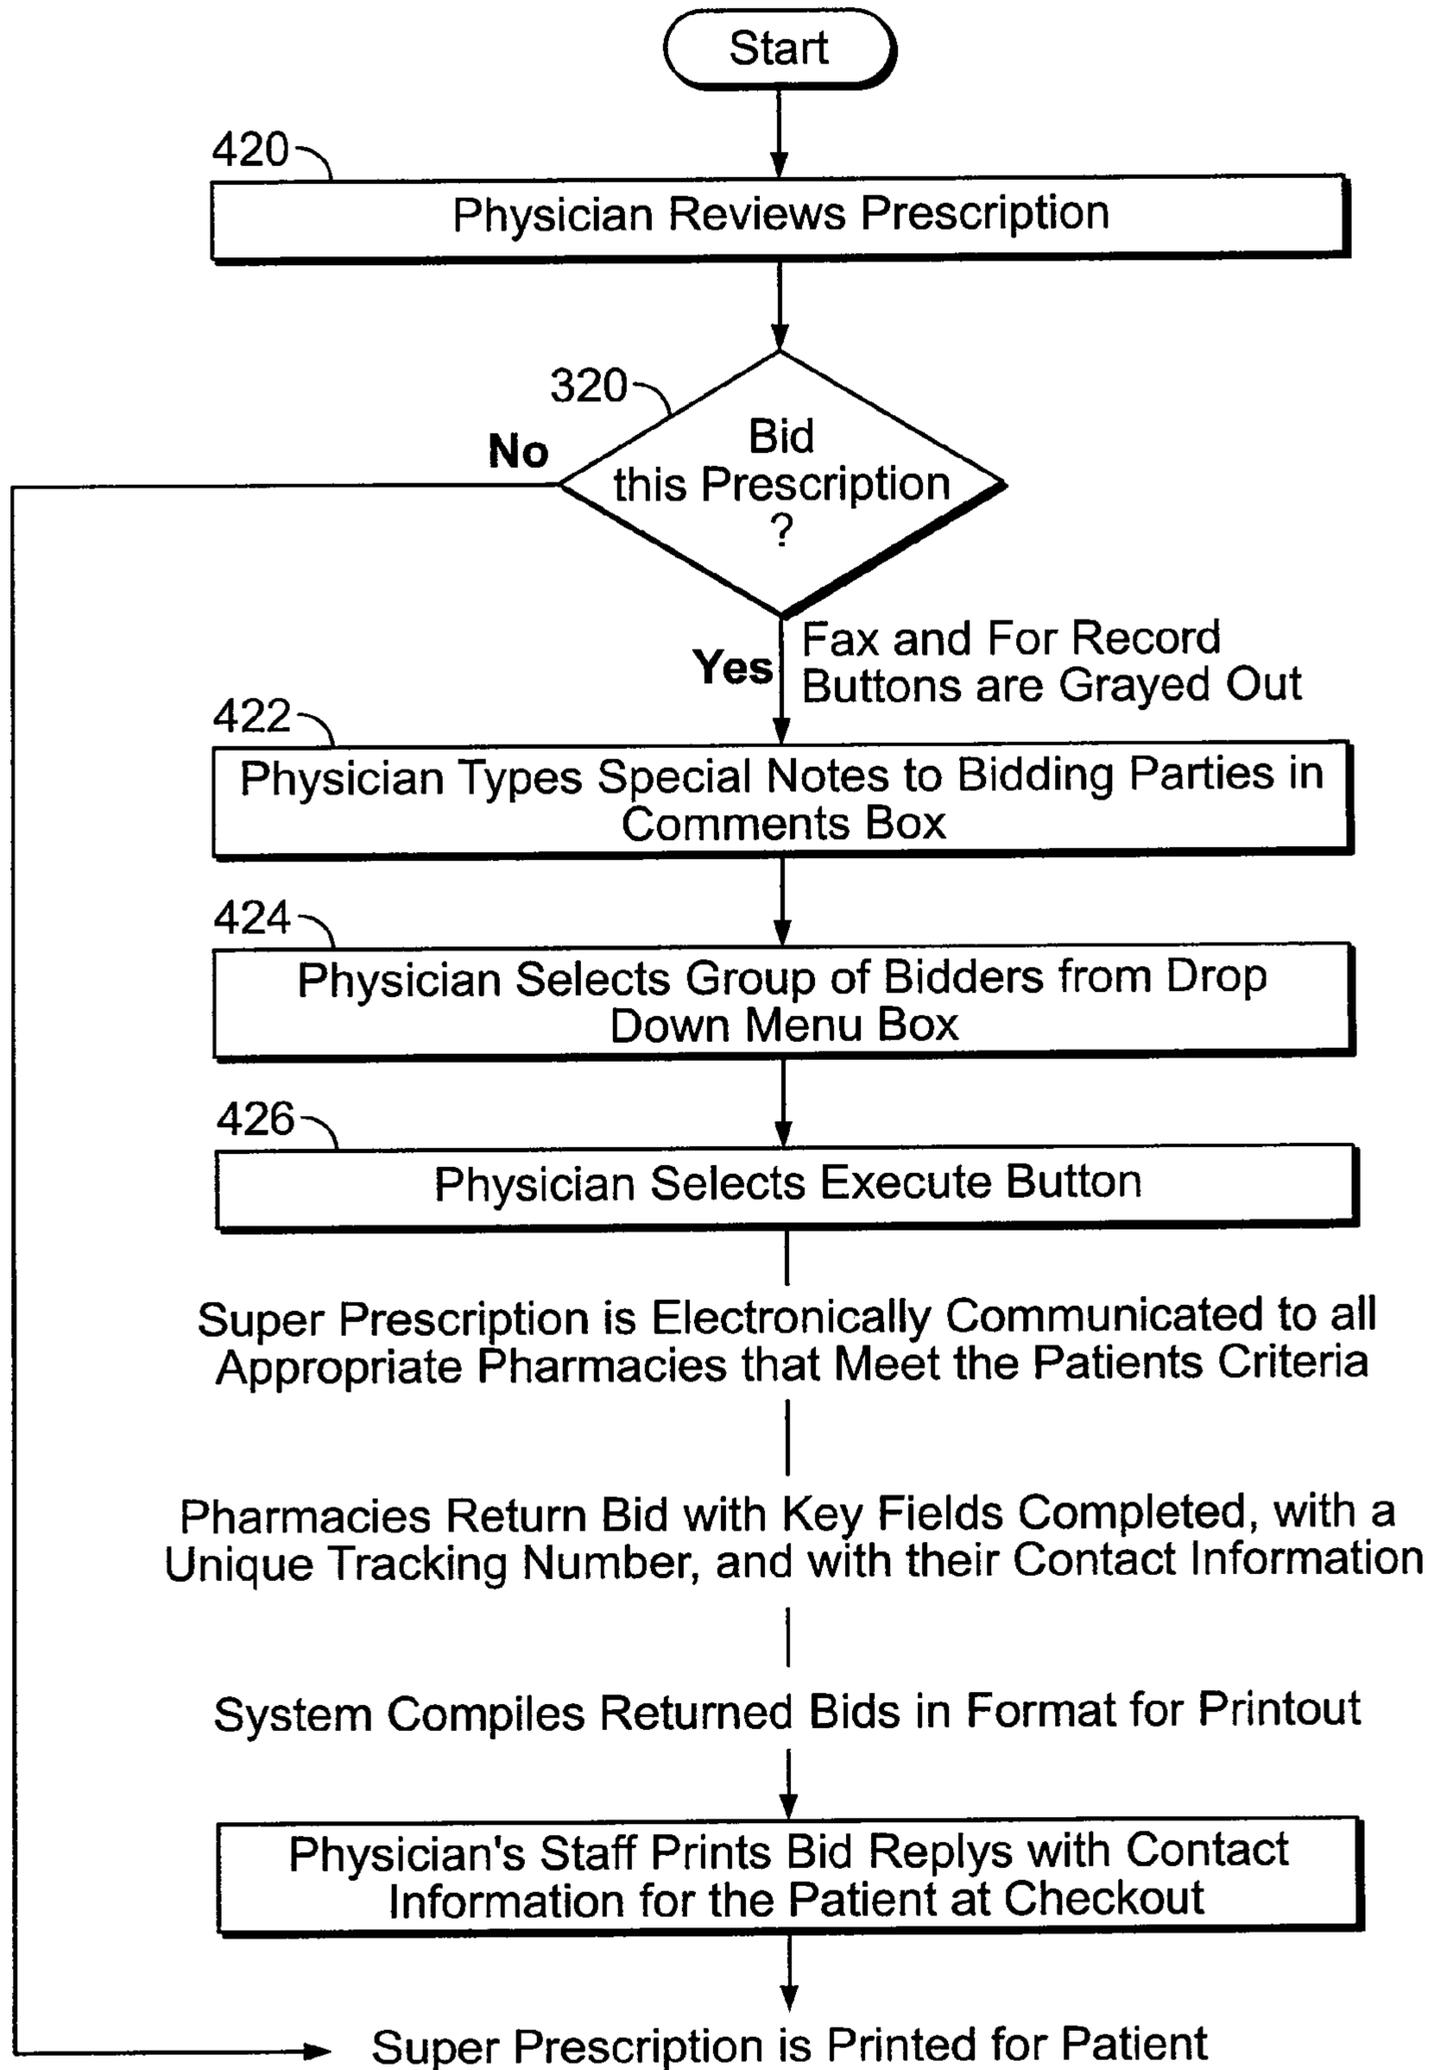 Start
420
Physician Reviews Prescription
320
Bid
this Prescription
?
No
Yes
Fax and For Record
Buttons are Grayed Out
422
Physician Types Special Notes to Bidding Parties in
Comments Box
424
Physician Selects Group of Bidders from Drop
Down Menu Box
426
Physician Selects Execute Button
Super Prescription is Electronically Communicated to all
Appropriate Pharmacies that Meet the Patients Criteria
Pharmacies Return Bid with Key Fields Completed, with a
Unique Tracking Number, and with their Contact Information
System Compiles Returned Bids in Format for Printout
Physician's Staff Prints Bid Replys with Contact
Information for the Patient at Checkout
Super Prescription is Printed for Patient